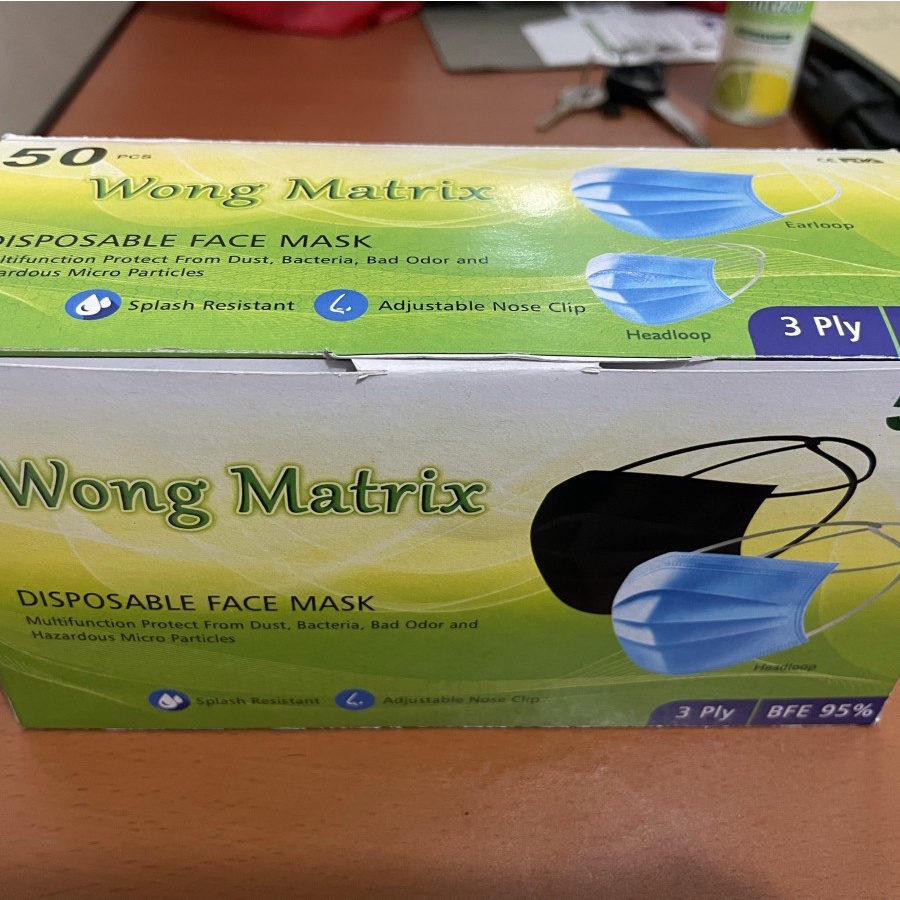 50 PCS
Wong Matrix
DISPOSABLE FACE MASK
Multifunction Protect From Dust, Bacteria, Bad Odor and
Hazardous Micro Particles
Splash Resistant
Adjustable Nose Clip
Earloop
Headloop
3 Ply
Wong Matrix
DISPOSABLE FACE MASK
Multifunction Protect From Dust, Bacteria, Bad Odor and
Hazardous Micro Particles
Splash Resistant
Adjustable Nose Clip
Headloop
3 Ply
BFE 95%